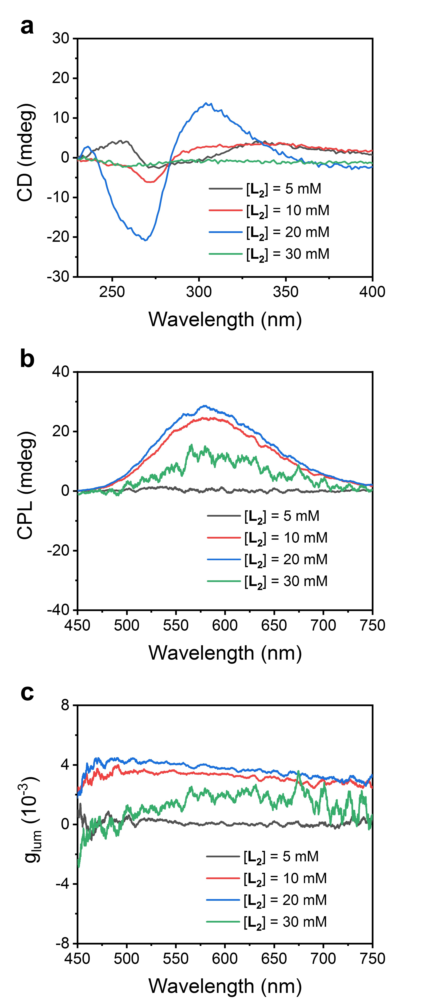 a
30
20
10
0
-10
-20
-30
CD (mdeg)
[L₂] = 5 mM
[L₂] = 10 mM
[L₂] = 20 mM
[L₂] = 30 mM
250 300 350 400
Wavelength (nm)
b
40
20
0
-20
-40
CPL (mdeg)
[L₂] = 5 mM
[L₂] = 10 mM
[L₂] = 20 mM
[L₂] = 30 mM
450 500 550 600 650 700 750
Wavelength (nm)
c
8
4
0
-4
-8
glum (10⁻³)
[L₂] = 5 mM
[L₂] = 10 mM
[L₂] = 20 mM
[L₂] = 30 mM
450 500 550 600 650 700 750
Wavelength (nm)